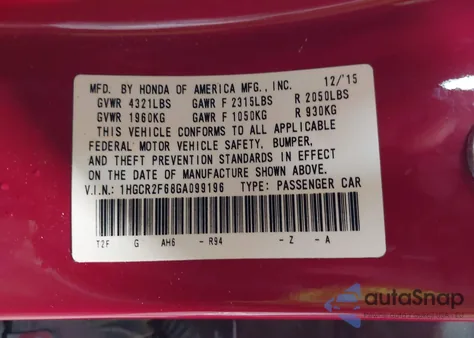 MFD. BY HONDA OF AMERICA MFG., INC. 12/'15
GVWR 4321LBS GAWR F 2315LBS R 2050LBS
GVWR 1960KG GAWR F 1050KG R 930KG
THIS VEHICLE CONFORMS TO ALL APPLICABLE
FEDERAL MOTOR VEHICLE SAFETY, BUMPER,
AND THEFT PREVENTION STANDARDS IN EFFECT
ON THE DATE OF MANUFACTURE SHOWN ABOVE.
V.I.N.: 1HGCR2F68GA099196 TYPE: PASSENGER CAR
T2F G AH6 - R94 - Z - A
autoSnap